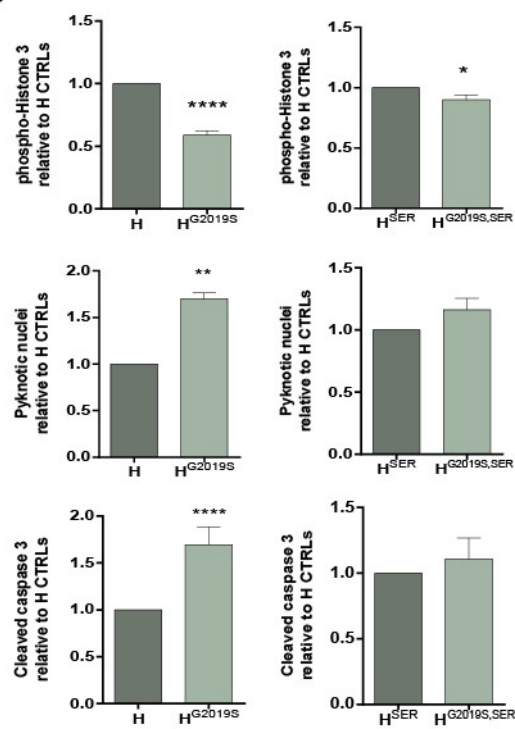 phospho-Histone 3
relative to H CTRLs
1.5
1.0
0.5
0.0
****
H
H^G2019S
phospho-Histone 3
relative to H CTRLs
1.5
1.0
0.5
0.0
*
H^SER
H^G2019S,SER
Pyknotic nuclei
relative to H CTRLs
2.0
1.5
1.0
0.5
0.0
**
H
H^G2019S
Pyknotic nuclei
relative to H CTRLs
1.5
1.0
0.5
0.0
H^SER
H^G2019S,SER
Cleaved caspase 3
relative to H CTRLs
2.0
1.5
1.0
0.5
0.0
****
H
H^G2019S
Cleaved caspase 3
relative to H CTRLs
1.5
1.0
0.5
0.0
H^SER
H^G2019S,SER